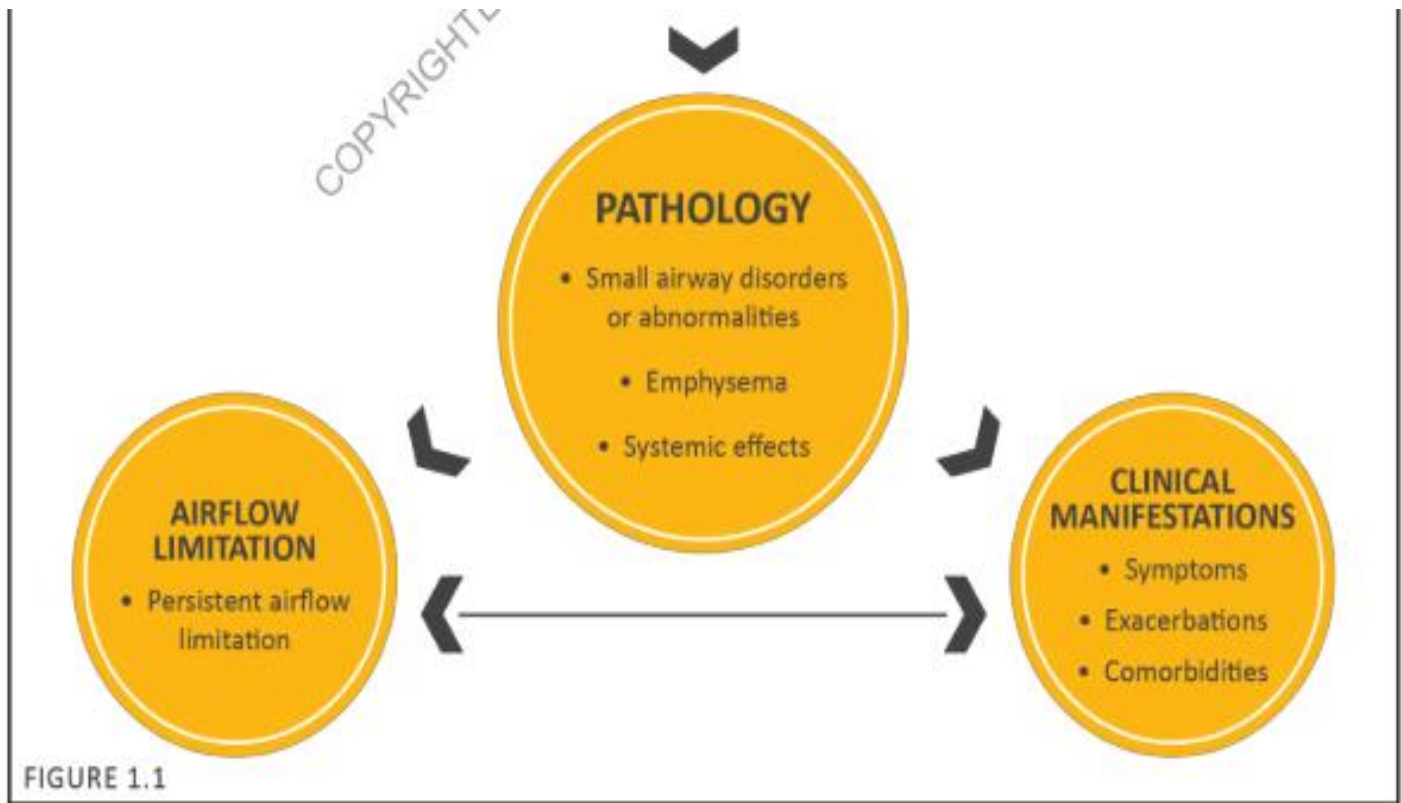 COPYRIGHT
PATHOLOGY
• Small airway disorders
or abnormalities
• Emphysema
• Systemic effects
AIRFLOW
LIMITATION
• Persistent airflow
limitation
CLINICAL
MANIFESTATIONS
• Symptoms
• Exacerbations
• Comorbidities
FIGURE 1.1